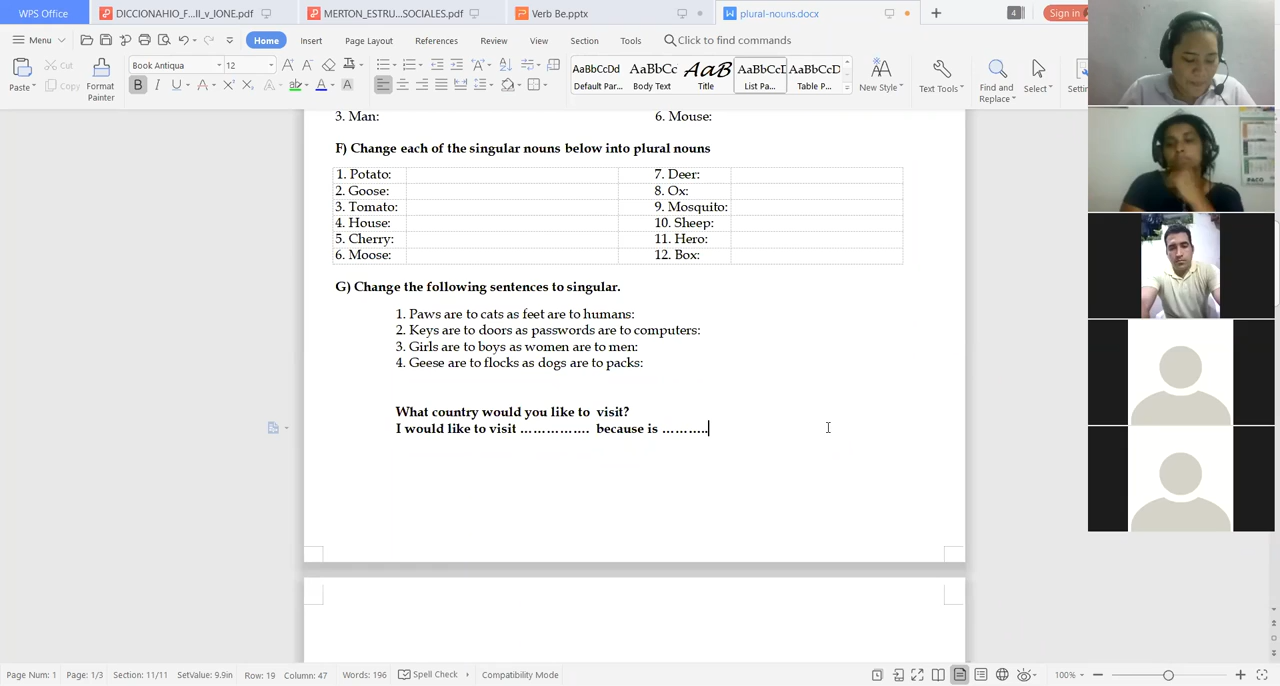 WPS Office
DICCIONAHIO_F...II_v_IONE.pdf
MERTON_ESTRU...SOCIALES.pdf
Verb Be.pptx
plural-nouns.docx
4
Sign in
Menu
Home
Insert
Page Layout
References
Review
View
Section
Tools
Click to find commands
Paste
Cut
Copy
Format Painter
Book Antiqua
12
AaBbCcDd
Default Par...
AaBbCc
Body Text
AaB
Title
AaBbCcI
List Pa...
AaBbCcD
Table P...
New Style
Text Tools
Find and Replace
Select
PACO
3. Man:
6. Mouse:
F) Change each of the singular nouns below into plural nouns
1. Potato:
7. Deer:
2. Goose:
8. Ox:
3. Tomato:
9. Mosquito:
4. House:
10. Sheep:
5. Cherry:
11. Hero:
6. Moose:
12. Box:
G) Change the following sentences to singular.
1. Paws are to cats as feet are to humans:
2. Keys are to doors as passwords are to computers:
3. Girls are to boys as women are to men:
4. Geese are to flocks as dogs are to packs:
What country would you like to visit?
I would like to visit ……………. because is ………..
Page Num: 1
Page: 1/3
Section: 11/11
SetValue: 9.9in
Row: 19
Column: 47
Words: 196
Spell Check
Compatibility Mode
100%